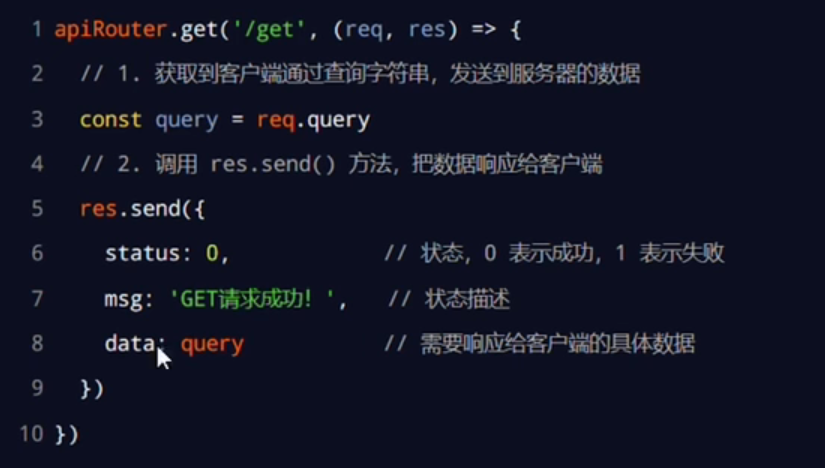 1 apiRouter.get('/get', (req, res) => {
2 // 1. 获取到客户端通过查询字符串，发送到服务器的数据
3 const query = req.query
4 // 2. 调用 res.send() 方法，把数据响应给客户端
5 res.send({
6 status: 0, // 状态，0 表示成功，1 表示失败
7 msg: 'GET请求成功！', // 状态描述
8 data: query // 需要响应给客户端的具体数据
9 })
10 })